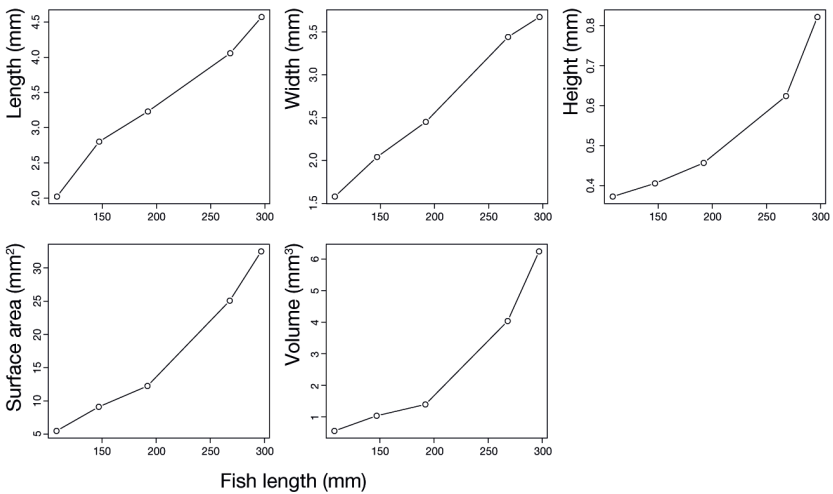 Length (mm)
2.0 2.5 3.0 3.5 4.0 4.5
150 200 250 300
Width (mm)
1.5 2.0 2.5 3.0 3.5
150 200 250 300
Height (mm)
0.4 0.5 0.6 0.7 0.8
150 200 250 300
Surface area (mm²)
5 10 15 20 25 30
150 200 250 300
Volume (mm³)
1 2 3 4 5 6
150 200 250 300
Fish length (mm)